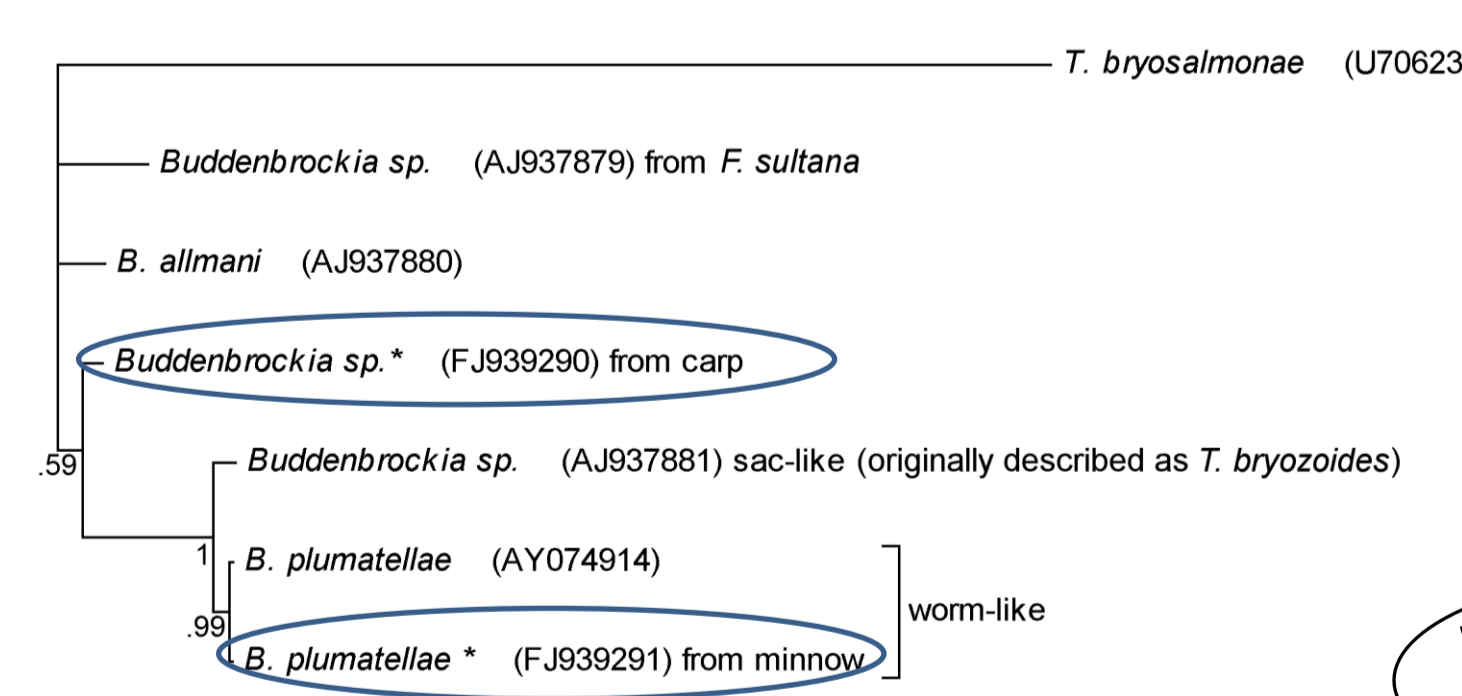 T. bryosalmonae (U70623
Buddenbrockia sp. (AJ937879) from F. sultana
B. allmani (AJ937880)
Buddenbrockia sp.* (FJ939290) from carp
.59
Buddenbrockia sp. (AJ937881) sac-like (originally described as T. bryozoides)
1
B. plumatellae (AY074914)
worm-like
.99
B. plumatellae * (FJ939291) from minnow